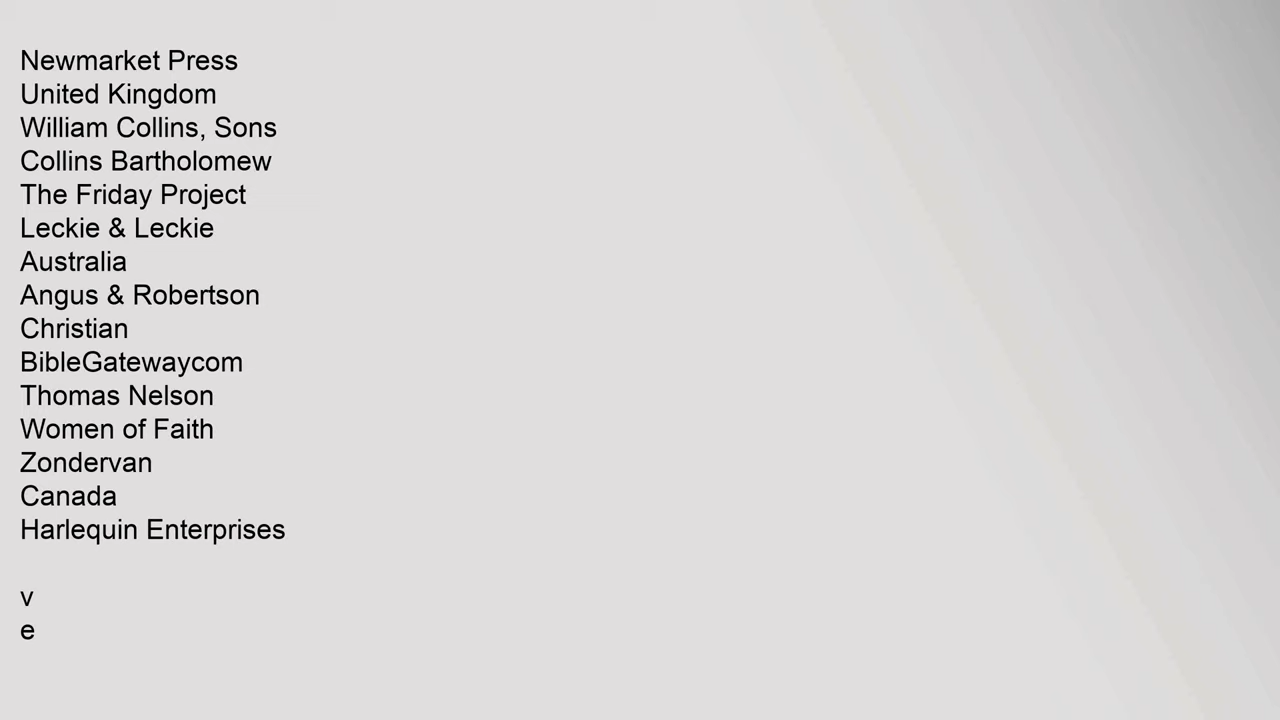 Newmarket Press
United Kingdom
William Collins, Sons
Collins Bartholomew
The Friday Project
Leckie & Leckie
Australia
Angus & Robertson
Christian
BibleGatewaycom
Thomas Nelson
Women of Faith
Zondervan
Canada
Harlequin Enterprises
v
e